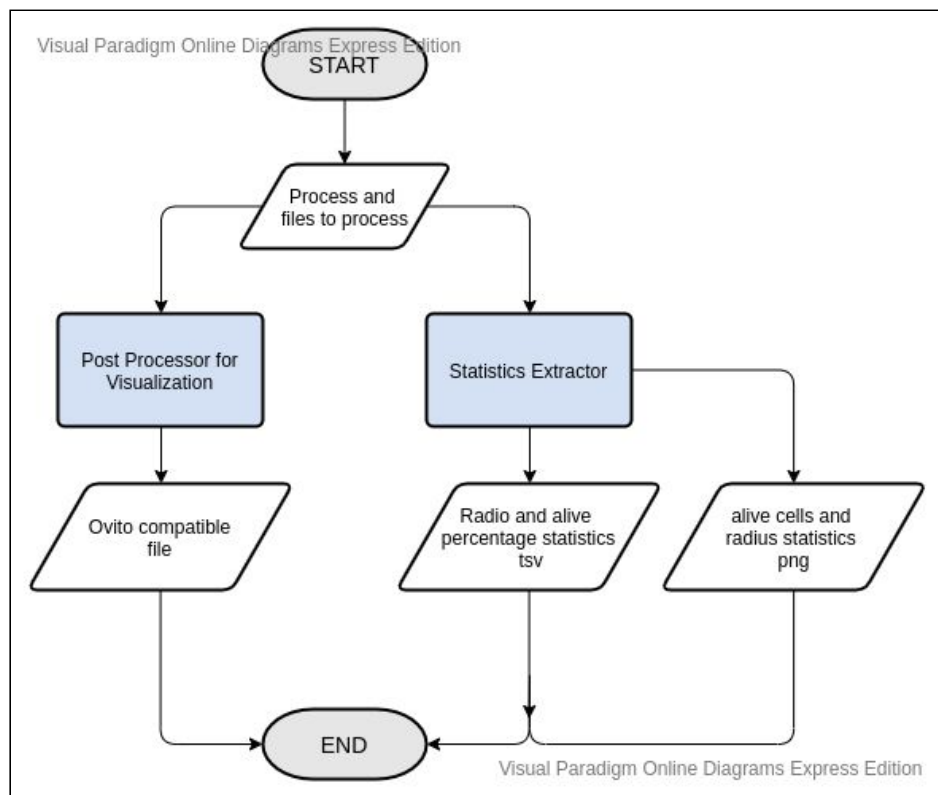 Visual Paradigm Online Diagrams Express Edition
START
Process and
files to process
Post Processor for
Visualization
Statistics Extractor
Ovito compatible
file
Radio and alive
percentage statistics
tsv
alive cells and
radius statistics
png
END
Visual Paradigm Online Diagrams Express Edition